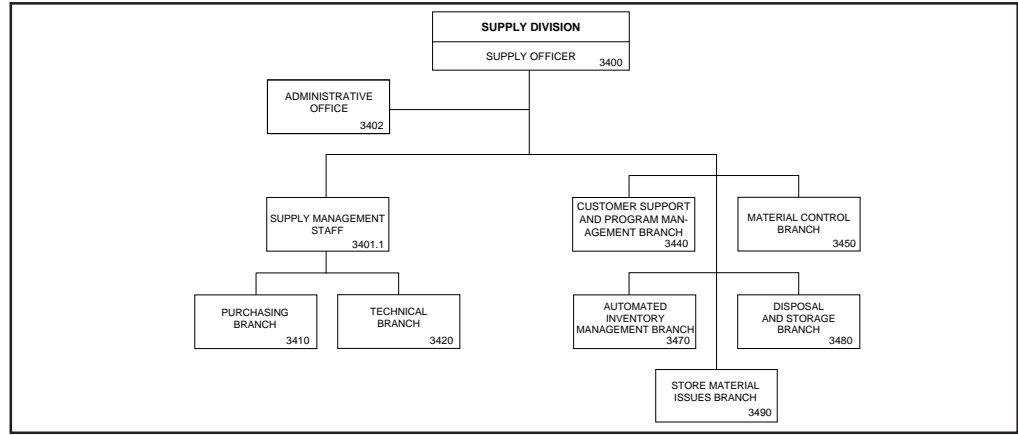 SUPPLY DIVISION
SUPPLY OFFICER
3400
ADMINISTRATIVE
OFFICE
3402
SUPPLY MANAGEMENT
STAFF
3401.1
CUSTOMER SUPPORT
AND PROGRAM MAN-
AGEMENT BRANCH
3440
MATERIAL CONTROL
BRANCH
3450
PURCHASING
BRANCH
3410
TECHNICAL
BRANCH
3420
AUTOMATED
INVENTORY
MANAGEMENT BRANCH
3470
DISPOSAL
AND STORAGE
BRANCH
3480
STORE MATERIAL
ISSUES BRANCH
3490